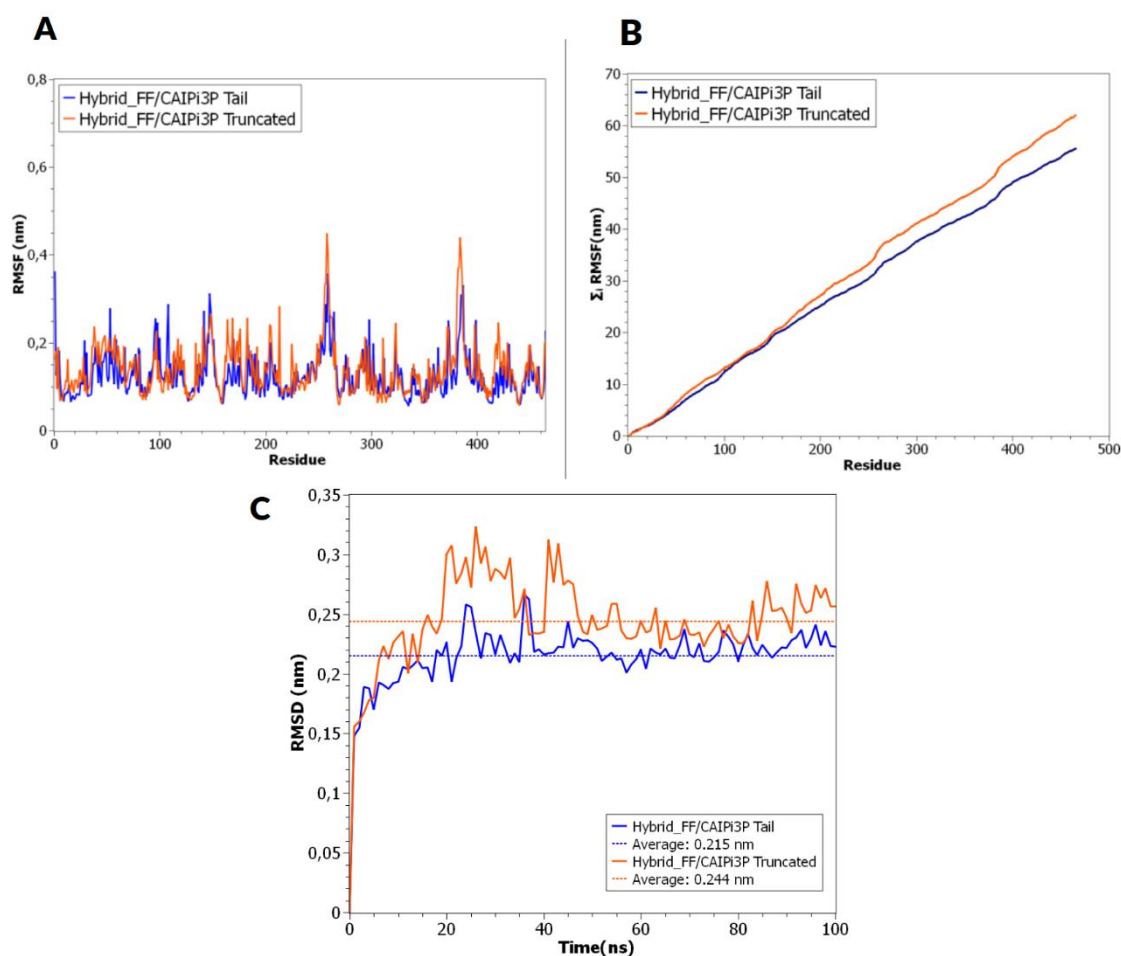 A
0,8
0,6
0,4
0,2
0
RMSF (nm)
Hybrid_FF/CAIPi3P Tail
Hybrid_FF/CAIPi3P Truncated
0
100
200
300
400
Residue
B
70
60
50
40
30
20
10
0
Σᵢ RMSF(nm)
Hybrid_FF/CAIPi3P Tail
Hybrid_FF/CAIPi3P Truncated
0
100
200
300
400
500
Residue
C
0,35
0,3
0,25
0,2
0,15
0,1
0,05
0
RMSD (nm)
Hybrid_FF/CAIPi3P Tail
Average: 0.215 nm
Hybrid_FF/CAIPi3P Truncated
Average: 0.244 nm
0
20
40
60
80
100
Time(ns)